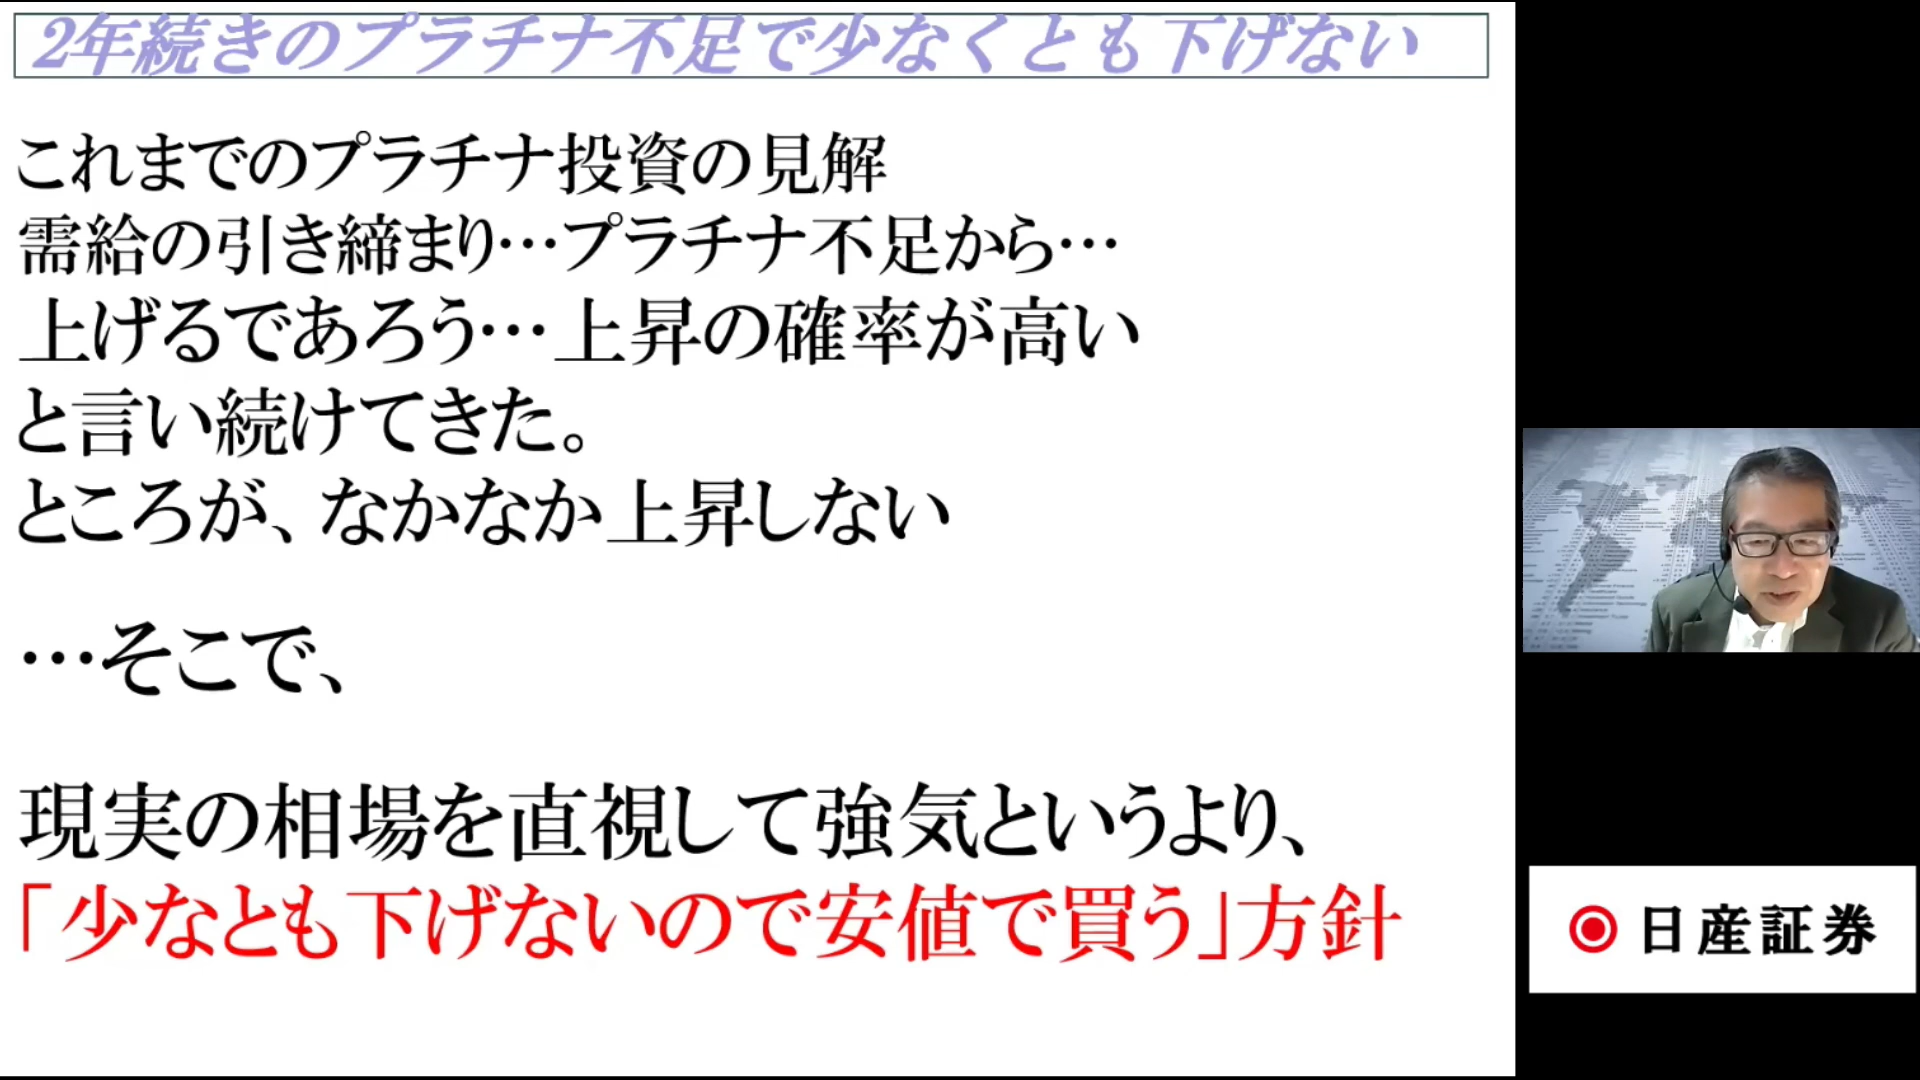 2年続きのプラチナ不足で少なくとも下げない
これまでのプラチナ投資の見解
需給の引き締まり…プラチナ不足から…
上げるであろう…上昇の確率が高い
と言い続けてきた。
ところが、なかなか上昇しない
…そこで、
現実の相場を直視して強気というより、
「少なとも下げないので安値で買う」方針
日産証券